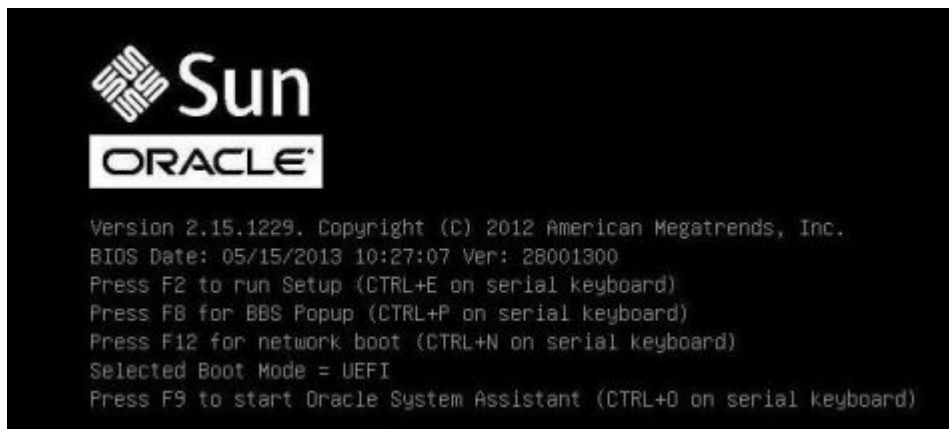 Sun
ORACLE
Version 2.15.1229. Copyright (C) 2012 American Megatrends, Inc.
BIOS Date: 05/15/2013 10:27:07 Ver: 28001300
Press F2 to run Setup (CTRL+E on serial keyboard)
Press F8 for BBS Popup (CTRL+P on serial keyboard)
Press F12 for network boot (CTRL+N on serial keyboard)
Selected Boot Mode = UEFI
Press F9 to start Oracle System Assistant (CTRL+O on serial keyboard)